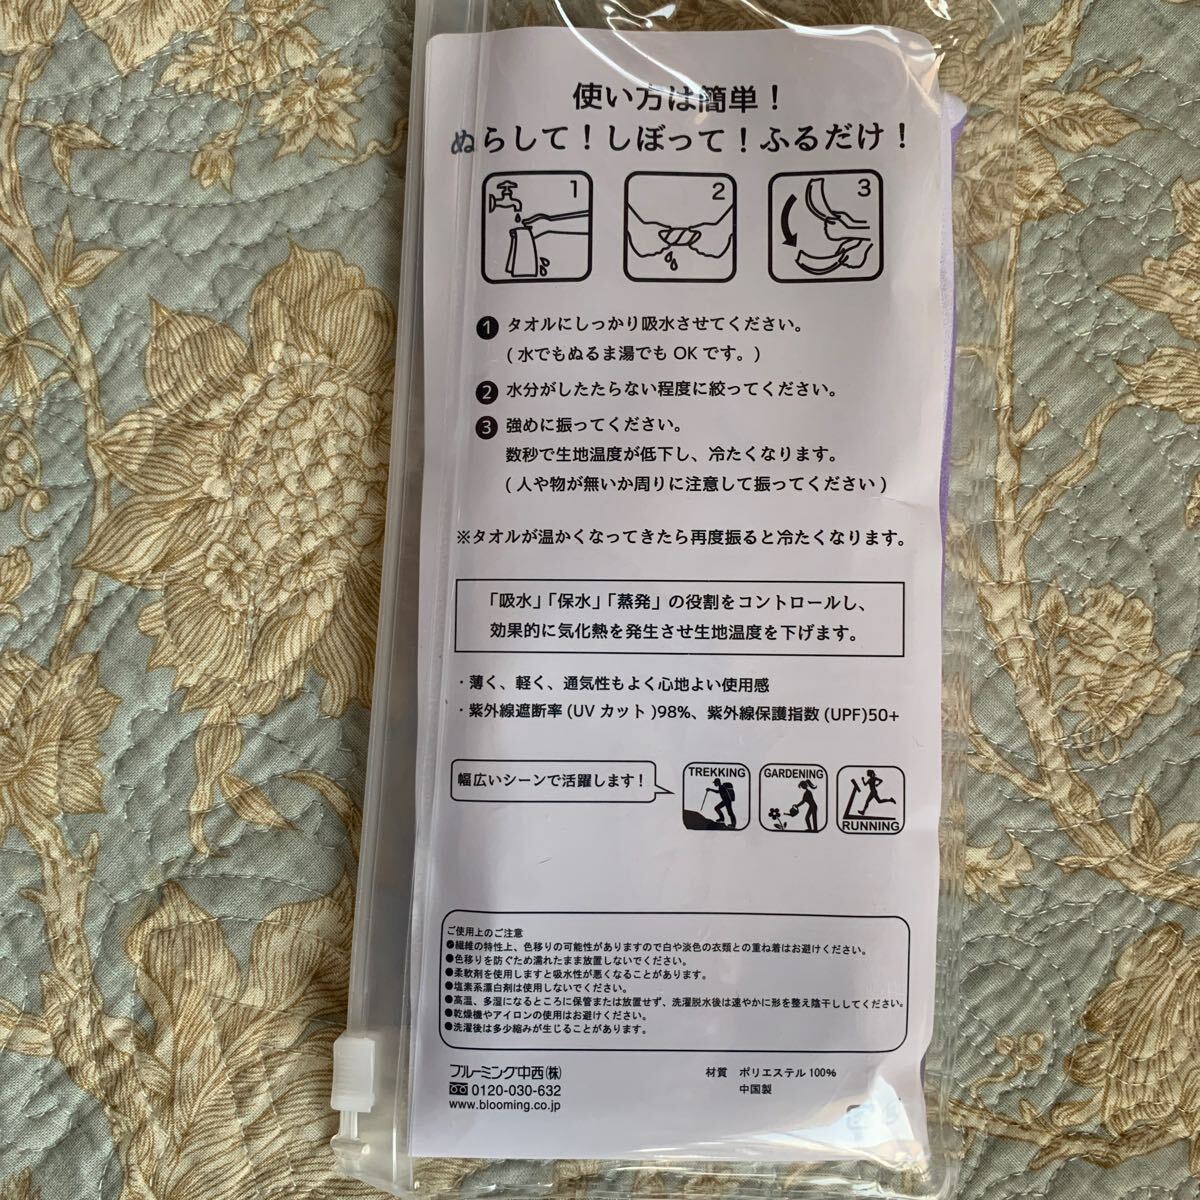 使い方は簡単！
ぬらして！しぼって！ふるだけ！
1
2
3
❶ タオルにしっかり吸水させてください。
(水でもぬるま湯でもOKです。)
❷ 水分がしたたらない程度に絞ってください。
❸ 強めに振ってください。
数秒で生地温度が低下し、冷たくなります。
(人や物が無いか周りに注意して振ってください)
※タオルが温かくなってきたら再度振ると冷たくなります。
「吸水」「保水」「蒸発」の役割をコントロールし、
効果的に気化熱を発生させ生地温度を下げます。
・薄く、軽く、通気性もよく心地よい使用感
・紫外線遮断率(UVカット)98%、紫外線保護指数(UPF)50+
幅広いシーンで活躍します！
TREKKING
GARDENING
RUNNING
ご使用上のご注意
●繊維の特性上、色移りの可能性がありますので白や淡色の衣類との重ね着はお避けください。
●色移りを防ぐため濡れたまま放置しないでください。
●柔軟剤を使用しますと吸水性が悪くなることがあります。
●塩素系漂白剤は使用しないでください。
●高温、多湿になるところに保管または放置せず、洗濯脱水後は速やかに形を整え陰干ししてください。
●乾燥機やアイロンの使用はお避けください。
●洗濯後は多少縮みが生じることがあります。
ブルーミング中西(株)
0120-030-632
www.blooming.co.jp
材質 ポリエステル100%
中国製